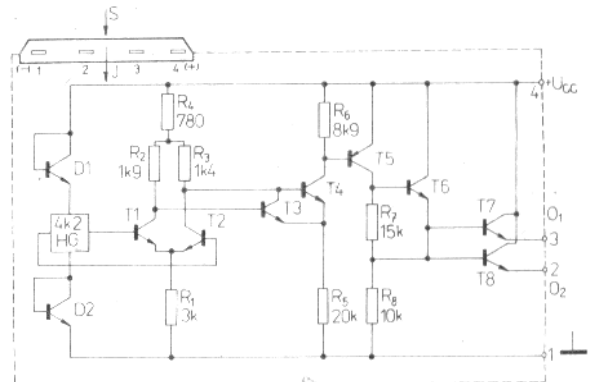 S
(-) 1 2 J 3 4 (+)
4 +UCC
R4
780
R6
8k9
R2
1k9
R3
1k4
D1
T5
T4
T6
T3
T7
O1
4k2
HG
T1
T2
R7
15k
3
2
T8
O2
D2
R1
3k
R5
20k
R8
10k
1